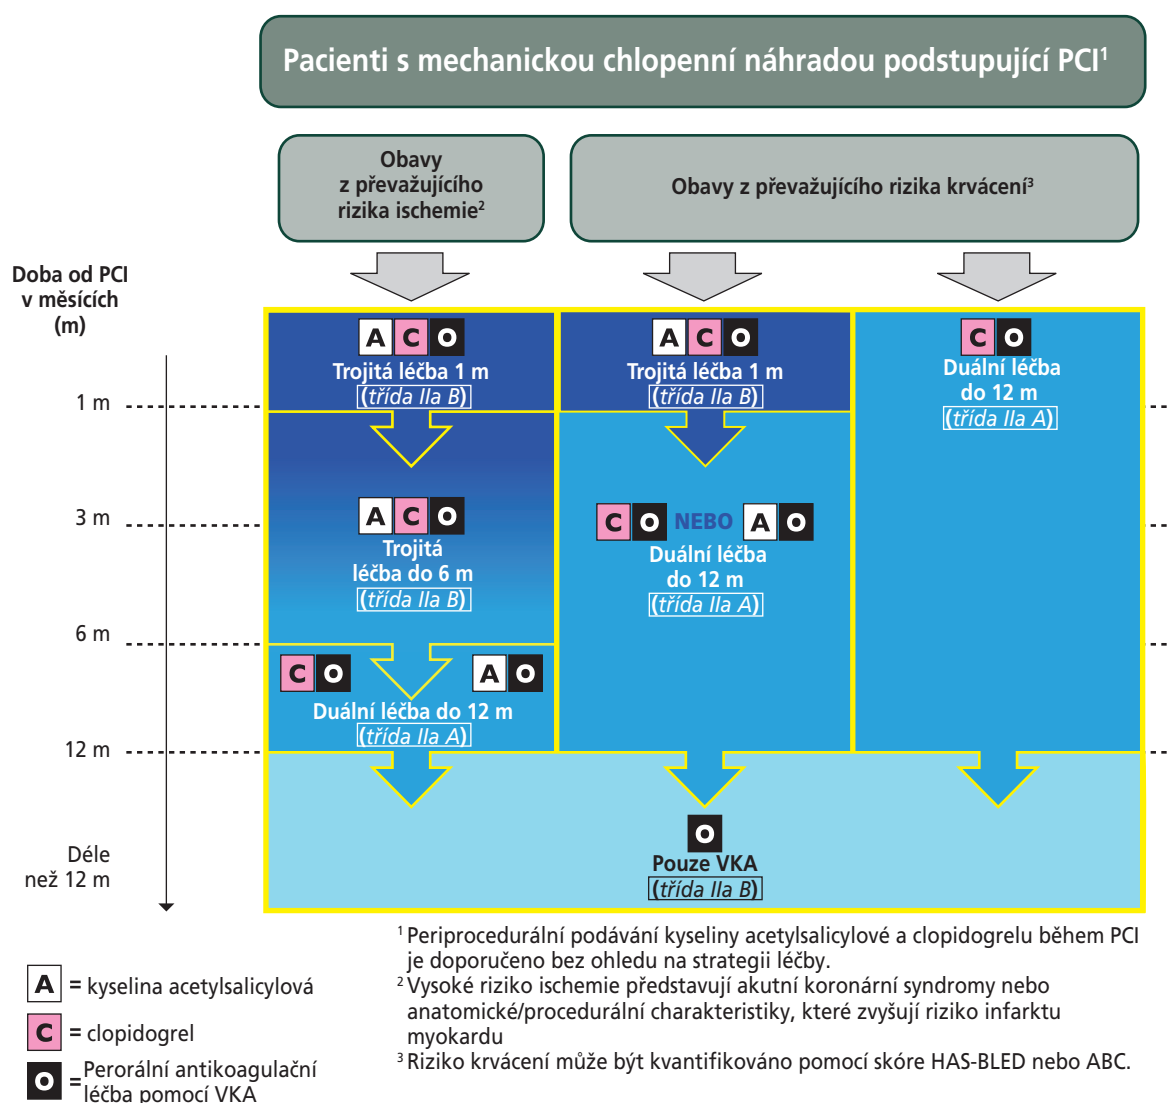 Pacienti s mechanickou chlopenní náhradou podstupující PCI¹
Obavy
z převažujícího
rizika ischemie²
Obavy z převažujícího rizika krvácení³
Doba od PCI
v měsících
(m)
A C O
Trojitá léčba 1 m
(třída IIa B)
A C O
Trojitá léčba 1 m
(třída IIa B)
C O
Duální léčba
do 12 m
(třída IIa A)
1 m
A C O
Trojitá
léčba do 6 m
(třída IIa B)
3 m
C O NEBO A O
Duální léčba
do 12 m
(třída IIa A)
6 m
C O A O
Duální léčba do 12 m
(třída IIa A)
12 m
O
Pouze VKA
(třída IIa B)
Déle
než 12 m
A = kyselina acetylsalicylová
C = clopidogrel
O = Perorální antikoagulační
léčba pomocí VKA
¹ Periprocedurální podávání kyseliny acetylsalicylové a clopidogrelu během PCI
je doporučeno bez ohledu na strategii léčby.
² Vysoké riziko ischemie představují akutní koronární syndromy nebo
anatomické/procedurální charakteristiky, které zvyšují riziko infarktu
myokardu
³ Riziko krvácení může být kvantifikováno pomocí skóre HAS-BLED nebo ABC.